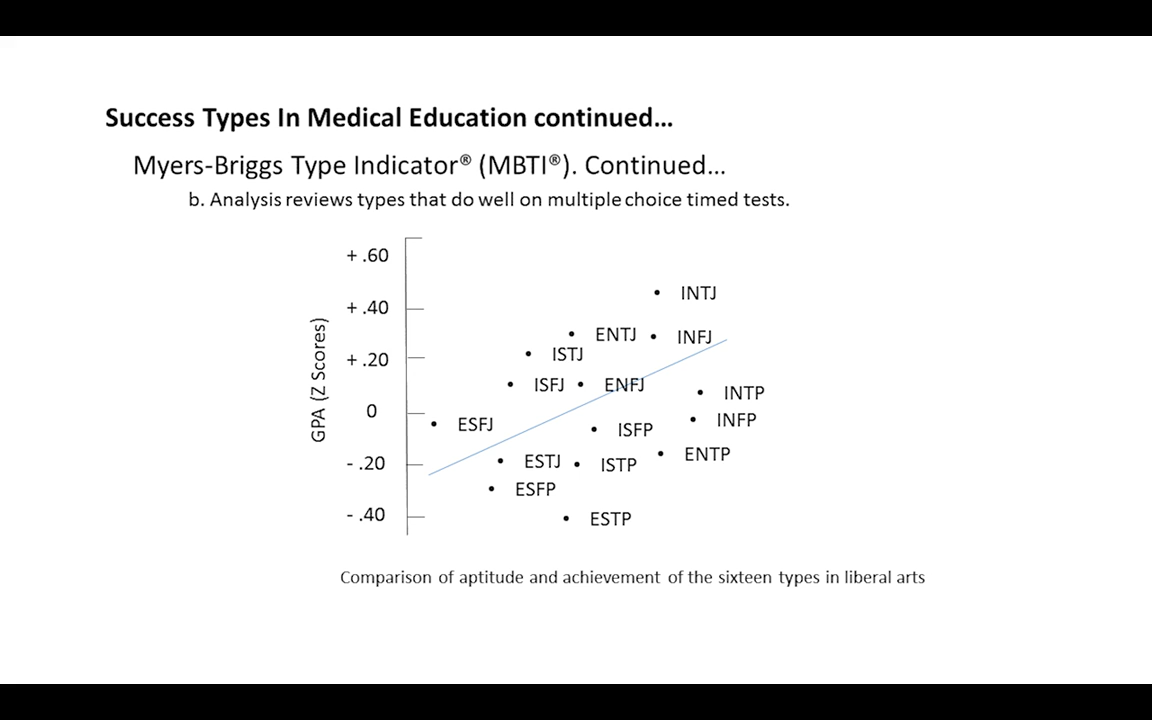 Success Types In Medical Education continued...
Myers-Briggs Type Indicator® (MBTI®). Continued...
b. Analysis reviews types that do well on multiple choice timed tests.
GPA (Z Scores)
+ .60
+ .40
+ .20
0
- .20
- .40
INTJ
ENTJ
INFJ
ISTJ
ISFJ
ENFJ
INTP
INFP
ESFJ
ISFP
ENTP
ESTJ
ISTP
ESFP
ESTP
Comparison of aptitude and achievement of the sixteen types in liberal arts